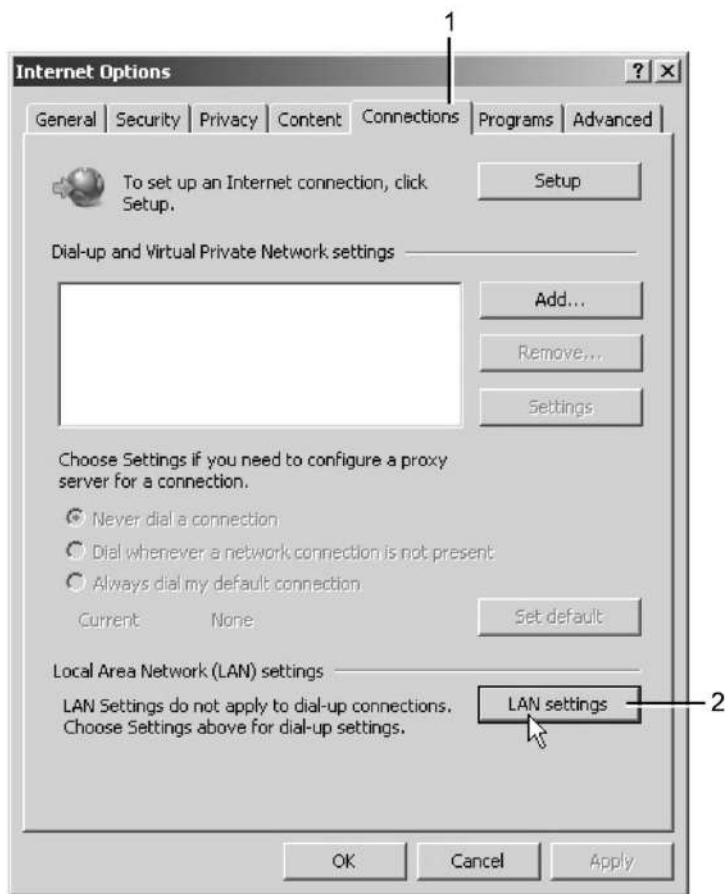 1
Internet Options
General Security Privacy Content Connections Programs Advanced
To set up an Internet connection, click
Setup.
Setup
Dial-up and Virtual Private Network settings
Add...
Remove...
Settings
Choose Settings if you need to configure a proxy
server for a connection.
Never dial a connection
Dial whenever a network connection is not present
Always dial my default connection
Current None
Set default
Local Area Network (LAN) settings
LAN Settings do not apply to dial-up connections.
Choose Settings above for dial-up settings.
LAN settings
2
OK Cancel Apply